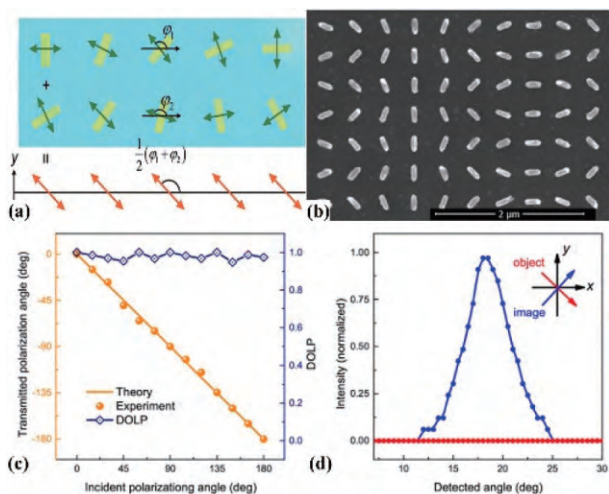 φ₁
+
φ₂
=
½(φ₁+φ₂)
y
(a)
2 μm
(b)
Transmitted polarization angle (deg)
0
-45
-90
-135
-180
1.0
0.8
0.6
0.4
0.2
0.0
DOLP
Theory
Experiment
DOLP
0 45 90 135 180
Incident polarizationg angle (deg)
(c)
Intensity (normalized)
1.00
0.75
0.50
0.25
0.00
y
object
x
image
10 15 20 25 30
Detected angle (deg)
(d)